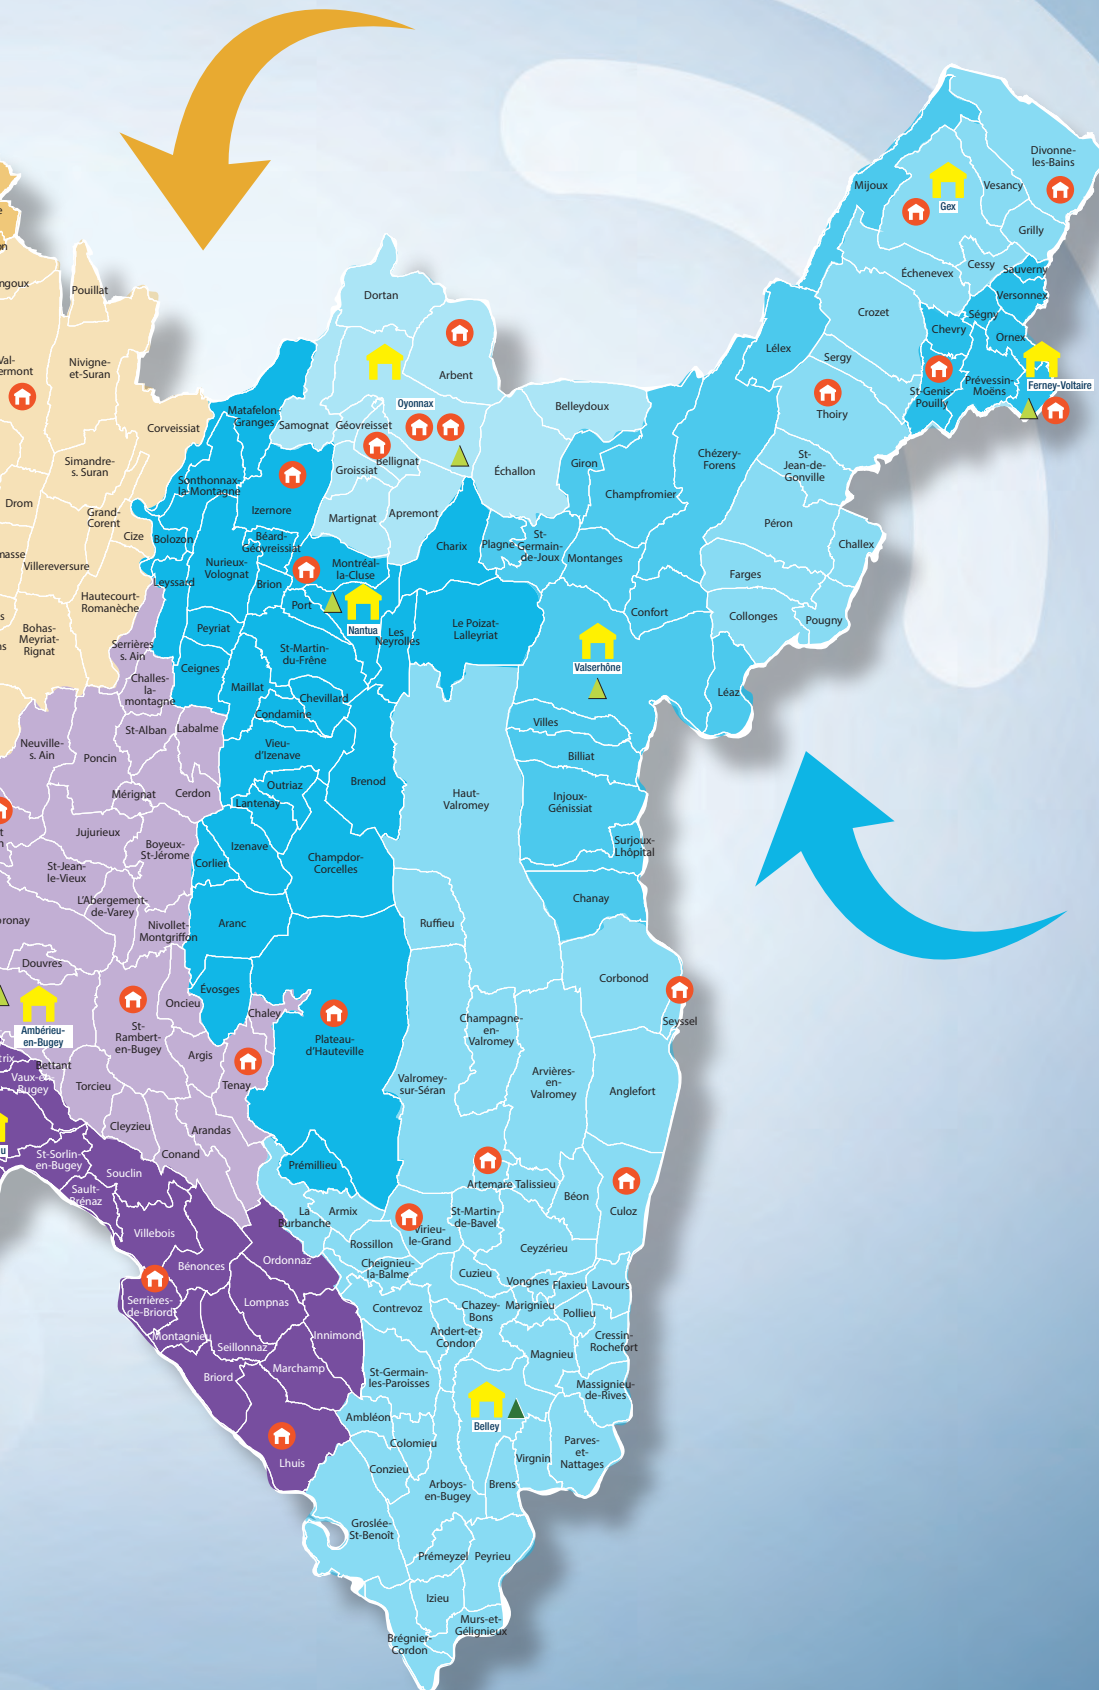 Divonne-
les-Bains
Mijoux
Vesancy
Gex
Grilly
Cessy
Échenevex
Sauverny
Versonnex
Crozet
Ségny
Chevry
Ornex
Lélex
Sergy
Prévessin-
Moëns
Ferney-Voltaire
St-Genis-
Pouilly
Thoiry
Pouillat
Dortan
Nivigne-
et-Suran
Arbent
Oyonnax
Belleydoux
Matafelon-
Granges
Samognat
Géovreisset
Corveissiat
Bellignat
Groissiat
Échallon
Giron
Chézery-
Forens
St-
Jean-de-
Gonville
Simandre-
s. Suran
Sonthonnax-
la-Montagne
Champfromier
Drom
Izernore
Martignat
Apremont
Péron
Grand-
Corent
Cize
Bolozon
Béard-
Géovreissiat
Charix
Plagne
St-
Germain-
de-Joux
Montanges
Challex
Villereversure
Nurieux-
Volognat
Montréal-
la-Cluse
Leyssard
Brion
Farges
Hautecourt-
Romanèche
Port
Confort
Collonges
Pougny
Bohas-
Meyriat-
Rignat
Peyriat
Nantua
Les
Neyrolles
Le Poizat-
Lalleyriat
Serrières
s. Ain
St-Martin-
du-Frêne
Valserhône
Ceignes
Challes-
la-
montagne
Maillat
Chevillard
Léaz
Condamine
Villes
St-Alban
Labalme
Neuville-
s. Ain
Poncin
Vieu-
d'Izenave
Billiat
Brenod
Outriaz
Mérignat
Cerdon
Lantenay
Haut-
Valromey
Injoux-
Génissiat
Jujurieux
Boyeux-
St-Jérome
Izenave
Surjoux-
Lhôpital
Corlier
Champdor-
Corcelles
St-Jean-
le-Vieux
L'Abergement-
de-Varey
Chanay
Nivollet-
Montgriffon
Aranc
Ruffieu
Douvres
Corbonod
Évosges
Oncieu
Chaley
Seyssel
Ambérieu-
en-Bugey
St-
Rambert-
en-Bugey
Plateau-
d'Hauteville
Champagne-
en-
Valromey
Argis
Bettant
Vaux-en-
Bugey
Torcieu
Tenay
Valromey-
sur-Séran
Arvières-
en-
Valromey
Anglefort
Cleyzieu
Arandas
Conand
St-Sorlin-
en-Bugey
Souclin
Prémillieu
Artemare
Talissieu
Béon
Sault-
Brénaz
Culoz
La
Burbanche
Armix
St-Martin-
de-Bavel
Villebois
Virieu-
le-Grand
Rossillon
Ceyzérieu
Ordonnaz
Bénonces
Cheignieu-
la-Balme
Cuzieu
Vongnes
Flaxieu
Lavours
Serrières-
de-Briord
Lompnas
Contrevoz
Chazey-
Bons
Marignieu
Pollieu
Montagnieu
Innimond
Andert-et-
Condon
Cressin-
Rochefort
Seillonnaz
Magnieu
Briord
Marchamp
St-Germain-
les-Paroisses
Massignieu-
de-Rives
Ambléon
Belley
Colomieu
Parves-
et-
Nattages
Lhuis
Conzieu
Virgnin
Arboys-
en-Bugey
Brens
Groslée-
St-Benoît
Prémeyzel
Peyrieu
Izieu
Murs-et-
Gélignieux
Brégnier-
Cordon